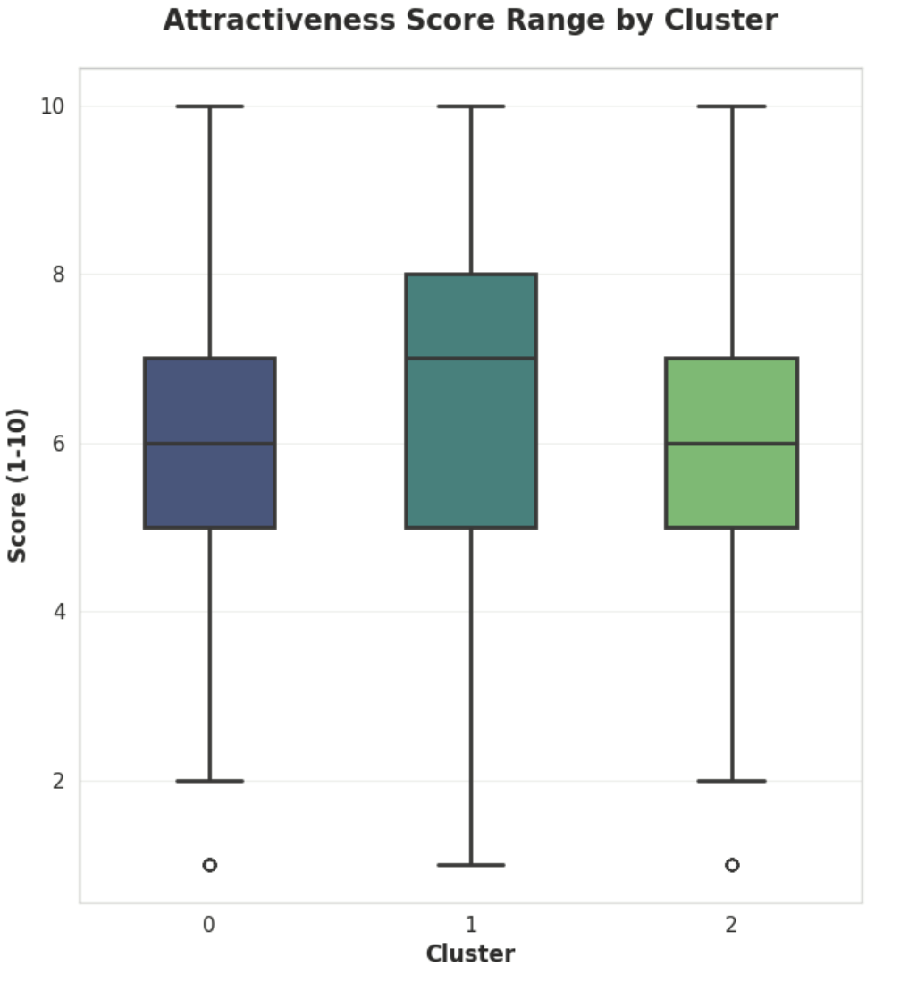 Attractiveness Score Range by Cluster
10
8
6
4
2
Score (1-10)
0 1 2
Cluster